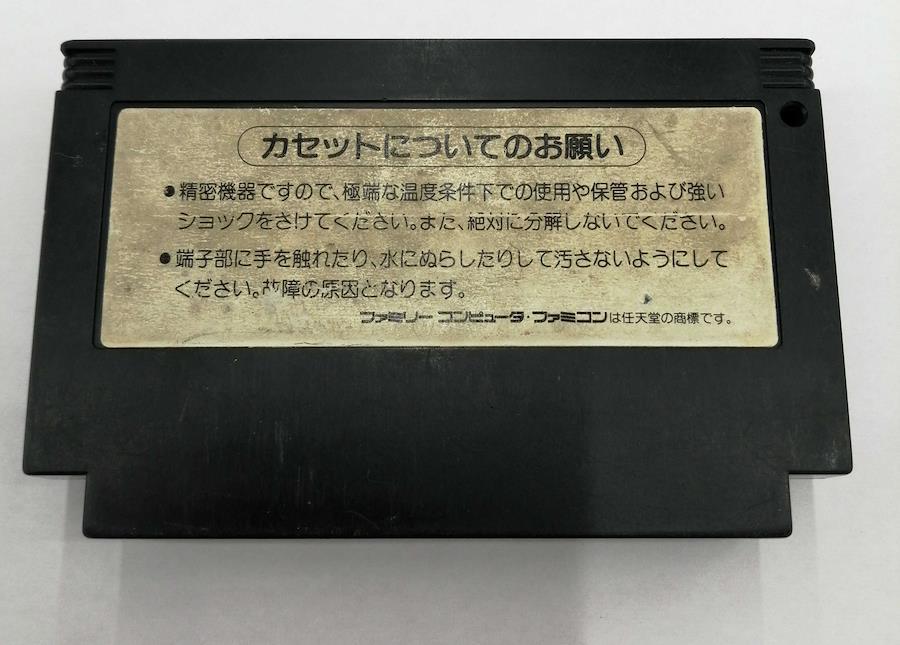 カセットについてのお願い
●精密機器ですので、極端な温度条件下での使用や保管および強い
ショックをさけてください。また、絶対に分解しないでください。
●端子部に手を触れたり、水にぬらしたりして汚さないようにして
ください。故障の原因となります。
ファミリー コンピュータ・ファミコンは任天堂の商標です。